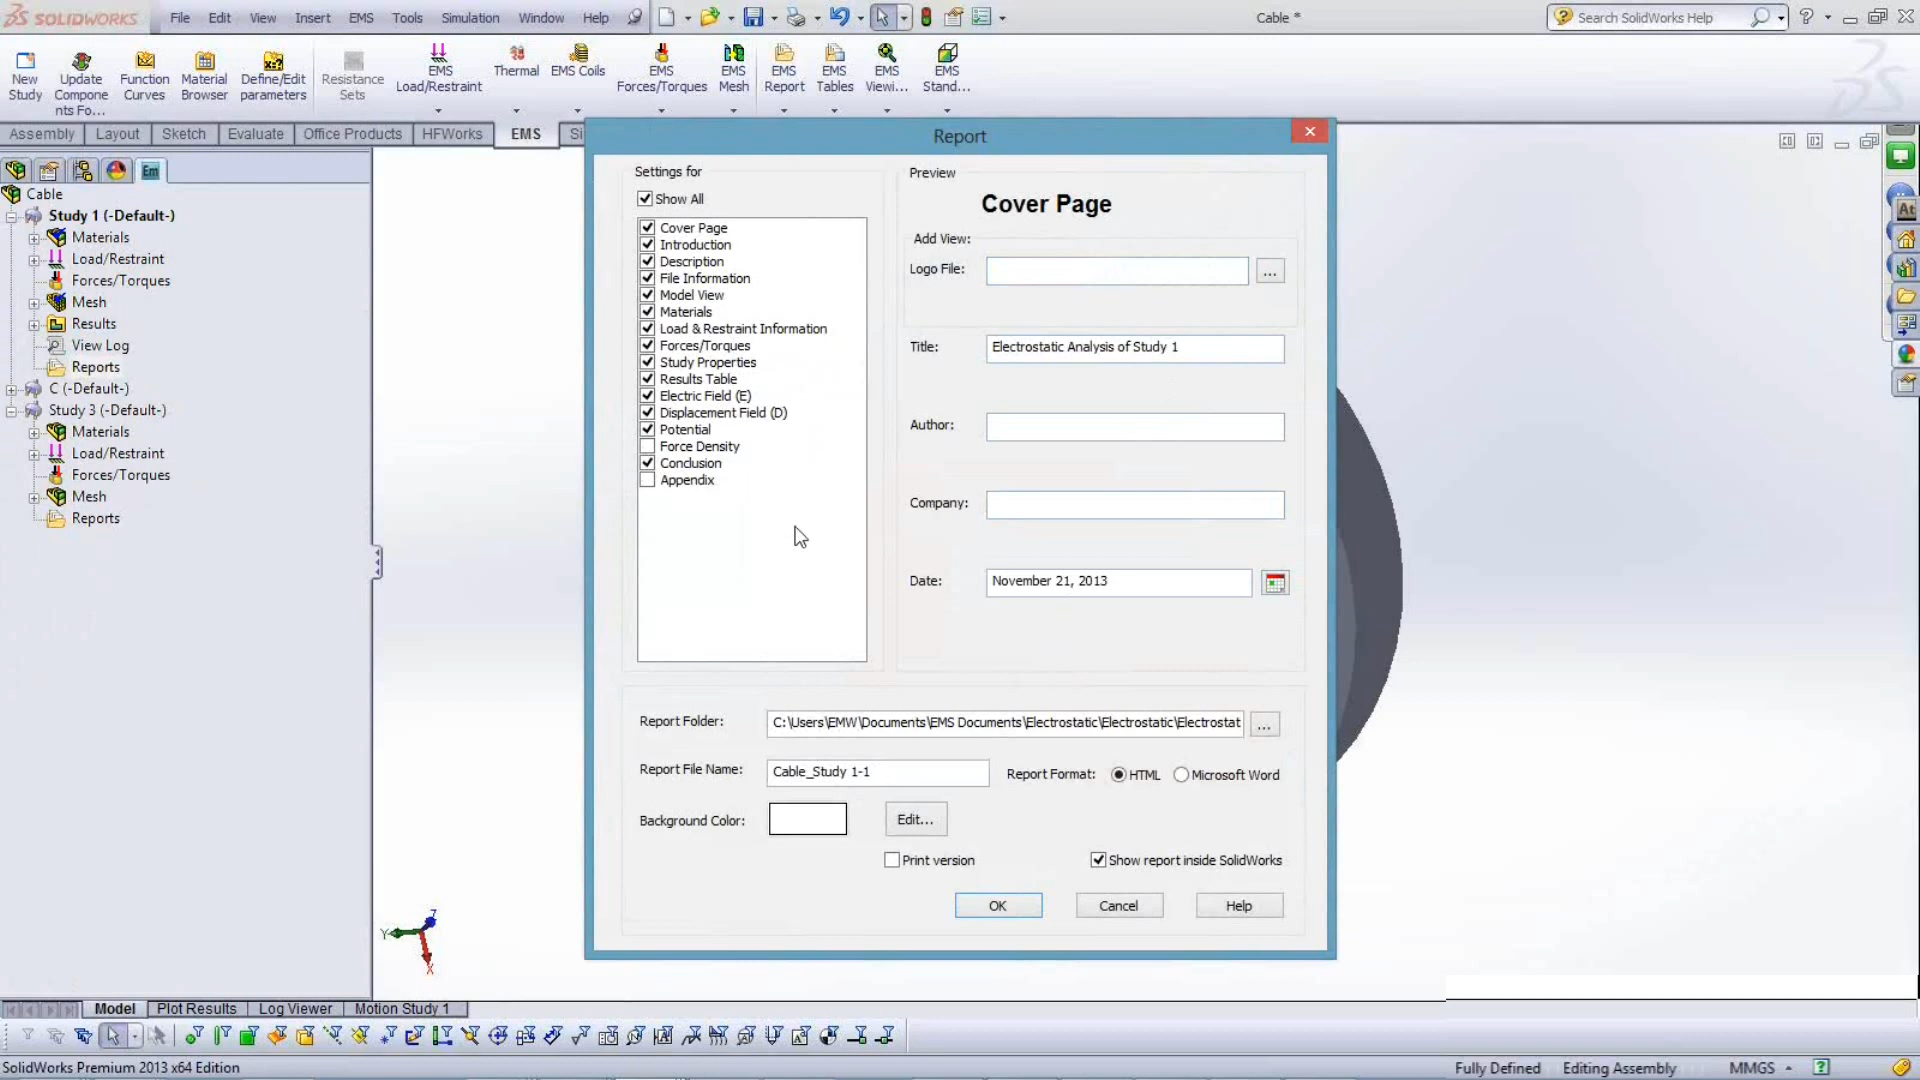 SOLIDWORKS File Edit View Insert EMS Tools Simulation Window Help Cable * Search SolidWorks Help
New Study
Update Compone nts Fo...
Function Curves
Material Browser
Define/Edit parameters
Resistance Sets
EMS Load/Restraint
Thermal
EMS Coils
EMS Forces/Torques
EMS Mesh
EMS Report
EMS Tables
EMS Viewi...
EMS Stand...
Assembly Layout Sketch Evaluate Office Products HFWorks EMS Si
Cable
Study 1 (-Default-)
Materials
Load/Restraint
Forces/Torques
Mesh
Results
View Log
Reports
C (-Default-)
Study 3 (-Default-)
Materials
Load/Restraint
Forces/Torques
Mesh
Reports
Report
Settings for
Show All
Cover Page
Introduction
Description
File Information
Model View
Materials
Load & Restraint Information
Forces/Torques
Study Properties
Results Table
Electric Field (E)
Displacement Field (D)
Potential
Force Density
Conclusion
Appendix
Preview
Cover Page
Add View:
Logo File: ...
Title: Electrostatic Analysis of Study 1
Author:
Company:
Date: November 21, 2013
Report Folder: C:\Users\EMW\Documents\EMS Documents\Electrostatic\Electrostatic\Electrostat ...
Report File Name: Cable_Study 1-1 Report Format: HTML Microsoft Word
Background Color: Edit...
Print version Show report inside SolidWorks
OK Cancel Help
Z
Y
X
Model Plot Results Log Viewer Motion Study 1
SolidWorks Premium 2013 x64 Edition Fully Defined Editing Assembly MMGS